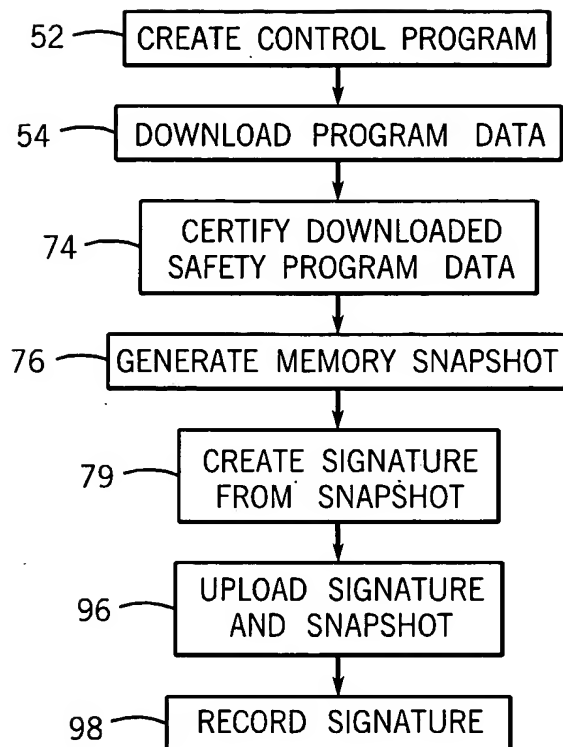 52 CREATE CONTROL PROGRAM
54 DOWNLOAD PROGRAM DATA
74 CERTIFY DOWNLOADED
SAFETY PROGRAM DATA
76 GENERATE MEMORY SNAPSHOT
79 CREATE SIGNATURE
FROM SNAPSHOT
96 UPLOAD SIGNATURE
AND SNAPSHOT
98 RECORD SIGNATURE